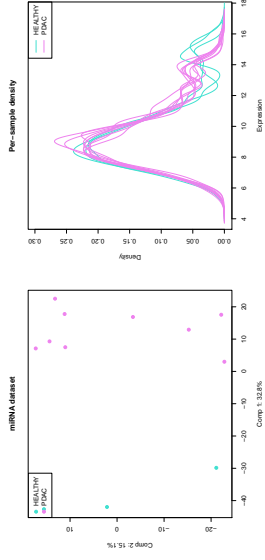 Per−sample density
HEALTHY
PDAC
Density
0.00
0.05
0.10
0.15
0.20
0.25
0.30
4
6
8
10
12
14
16
18
Expression
miRNA dataset
HEALTHY
PDAC
Comp 2: 15.1%
−20
−10
0
10
−40
−30
−20
−10
0
10
20
Comp 1: 32.8%